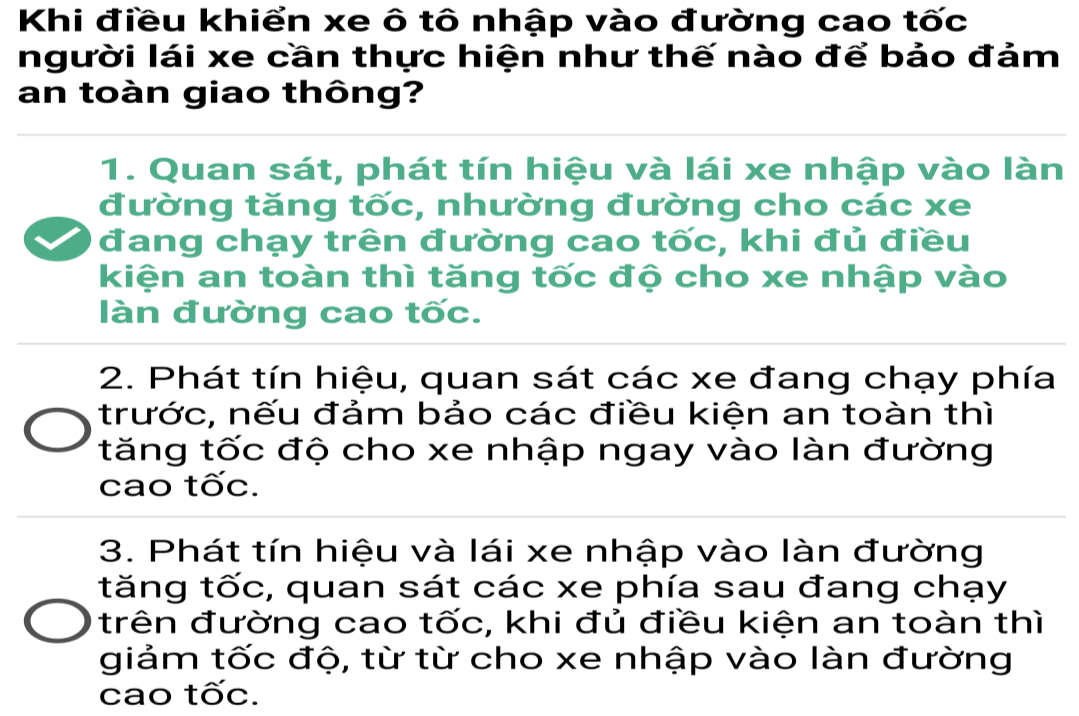 Khi điều khiển xe ô tô nhập vào đường cao tốc
người lái xe cần thực hiện như thế nào để bảo đảm
an toàn giao thông?
1. Quan sát, phát tín hiệu và lái xe nhập vào làn
đường tăng tốc, nhường đường cho các xe
đang chạy trên đường cao tốc, khi đủ điều
kiện an toàn thì tăng tốc độ cho xe nhập vào
làn đường cao tốc.
2. Phát tín hiệu, quan sát các xe đang chạy phía
trước, nếu đảm bảo các điều kiện an toàn thì
tăng tốc độ cho xe nhập ngay vào làn đường
cao tốc.
3. Phát tín hiệu và lái xe nhập vào làn đường
tăng tốc, quan sát các xe phía sau đang chạy
trên đường cao tốc, khi đủ điều kiện an toàn thì
giảm tốc độ, từ từ cho xe nhập vào làn đường
cao tốc.